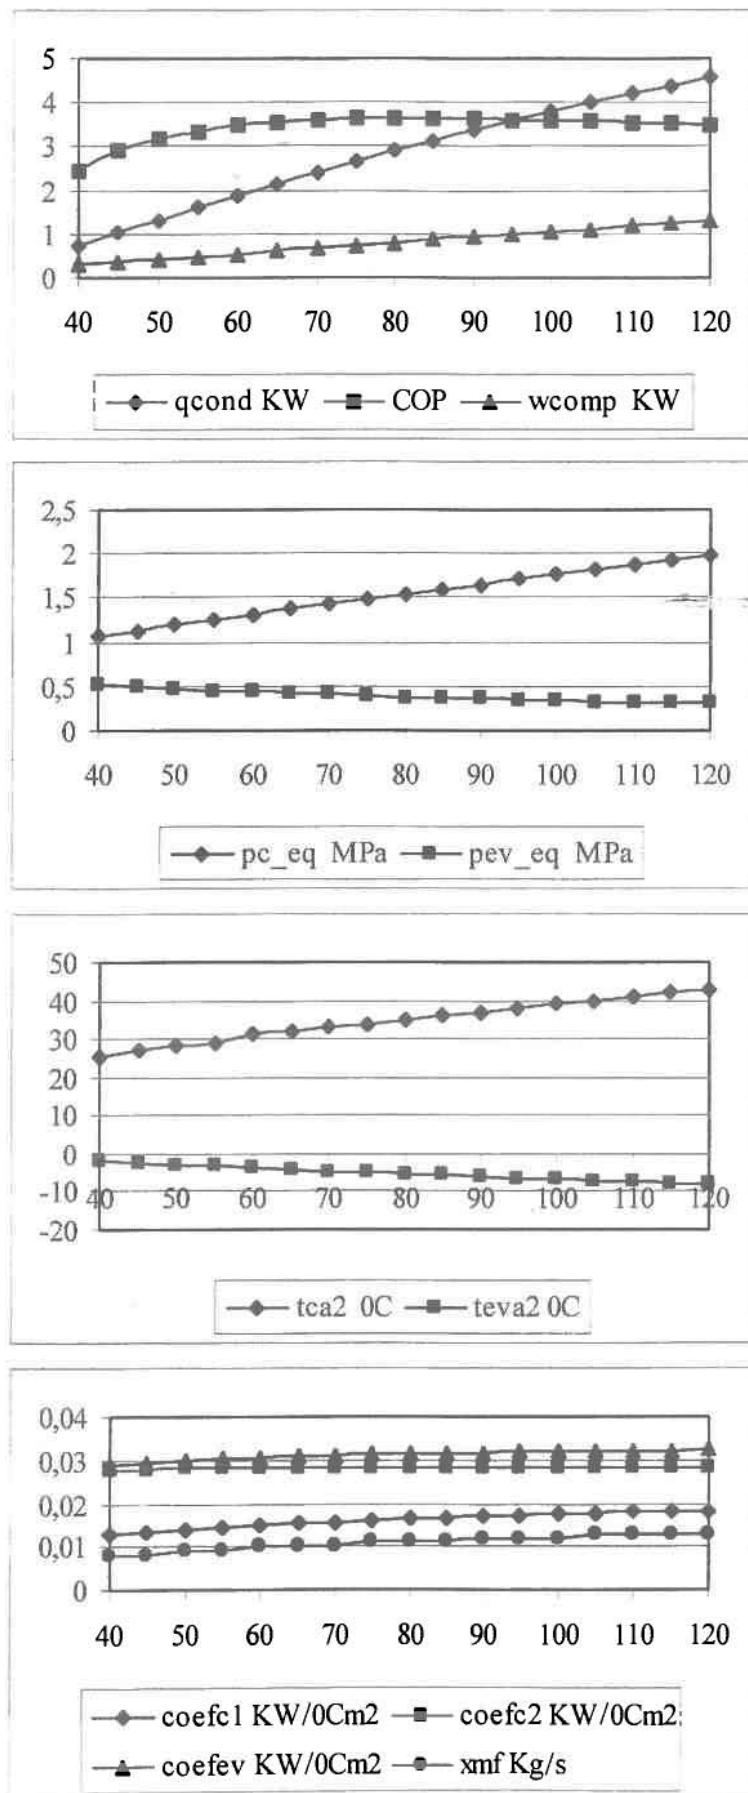 5
4
3
2
1
0
40 50 60 70 80 90 100 110 120
qcond KW COP wcomp KW
2,5
2
1,5
1
0,5
0
40 50 60 70 80 90 100 110 120
pc_eq MPa pev_eq MPa
50
40
30
20
10
0
-10
-20
40 50 60 70 80 90 100 110 120
tca2 0C teva2 0C
0,04
0,03
0,02
0,01
0
40 50 60 70 80 90 100 110 120
coefc1 KW/0Cm2 coefc2 KW/0Cm2
coefev KW/0Cm2 xmf Kg/s